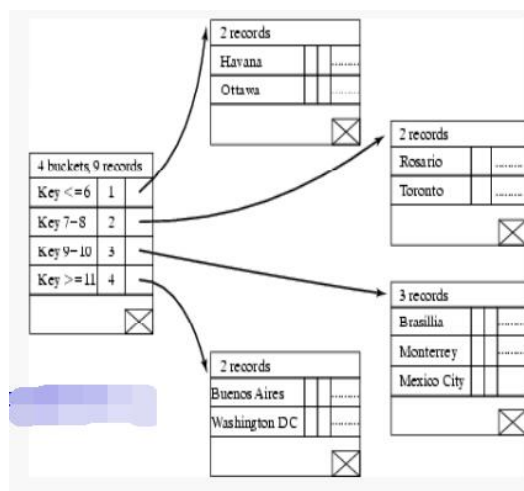 2 records
Havana
Ottawa
2 records
Rosario
Toronto
4 buckets, 9 records
Key <=6 1
Key 7-8 2
Key 9-10 3
Key >=11 4
3 records
Brasillia
Monterrey
Mexico City
2 records
Buenos Aires
Washington DC